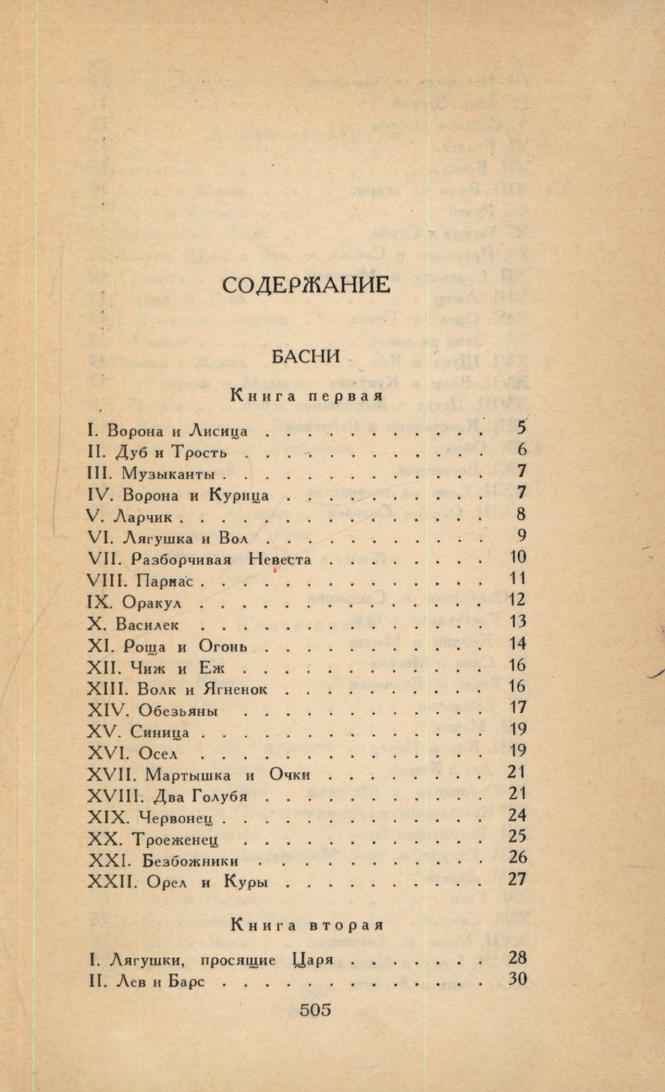 СОДЕРЖАНИЕ
БАСНИ
Книга первая
I. Ворона и Лисица . . . . . . . . . . . 5
II. Дуб и Трость . . . . . . . . . . . . 6
III. Музыканты . . . . . . . . . . . . . 7
IV. Ворона и Курица . . . . . . . . . . 7
V. Ларчик . . . . . . . . . . . . . . . 8
VI. Лягушка и Вол . . . . . . . . . . . 9
VII. Разборчивая Невеста . . . . . . . . 10
VIII. Парнас . . . . . . . . . . . . . . 11
IX. Оракул . . . . . . . . . . . . . . 12
X. Василек . . . . . . . . . . . . . . 13
XI. Роща и Огонь . . . . . . . . . . . 14
XII. Чиж и Еж . . . . . . . . . . . . 16
XIII. Волк и Ягненок . . . . . . . . . . 16
XIV. Обезьяны . . . . . . . . . . . . 17
XV. Синица . . . . . . . . . . . . . . 19
XVI. Осел . . . . . . . . . . . . . . 19
XVII. Мартышка и Очки . . . . . . . . 21
XVIII. Два Голубя . . . . . . . . . . . 21
XIX. Червонец . . . . . . . . . . . . . 24
XX. Троеженец . . . . . . . . . . . . 25
XXI. Безбожники . . . . . . . . . . . 26
XXII. Орел и Куры . . . . . . . . . . 27
Книга вторая
I. Лягушки, просящие Царя . . . . . . . 28
II. Лев и Барс . . . . . . . . . . . . . 30
505